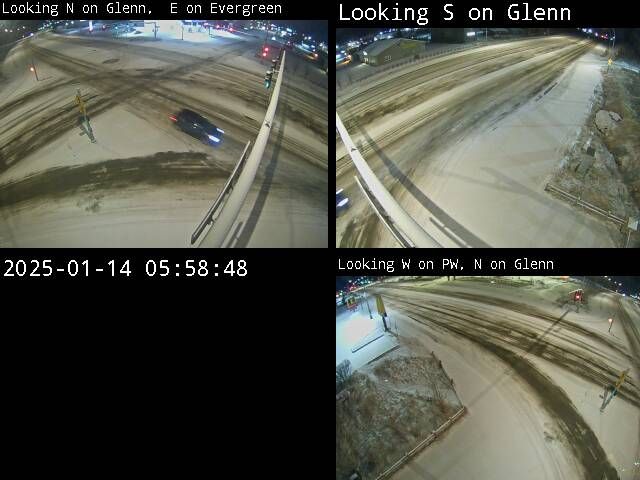 Looking N on Glenn,  E on Evergreen
Looking S on Glenn
2025-01-14 05:58:48
Looking W on PW, N on Glenn